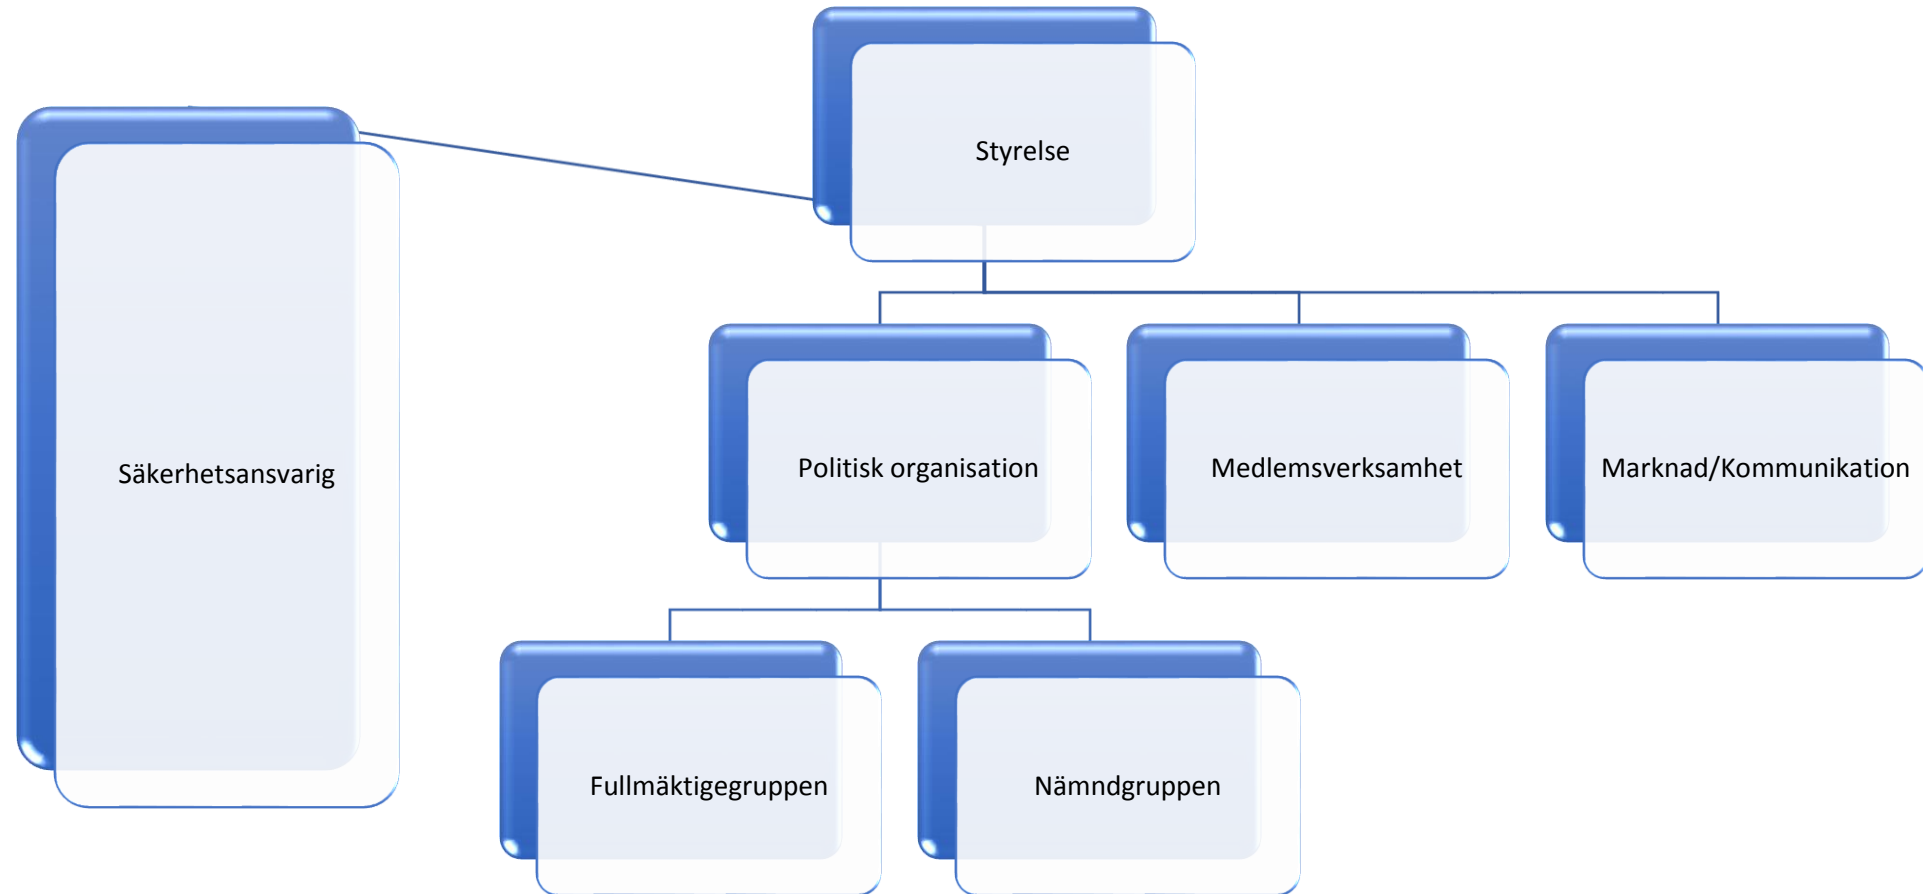 Styrelse
Säkerhetsansvarig
Politisk organisation
Medlemsverksamhet
Marknad/Kommunikation
Fullmäktigegruppen
Nämndgruppen